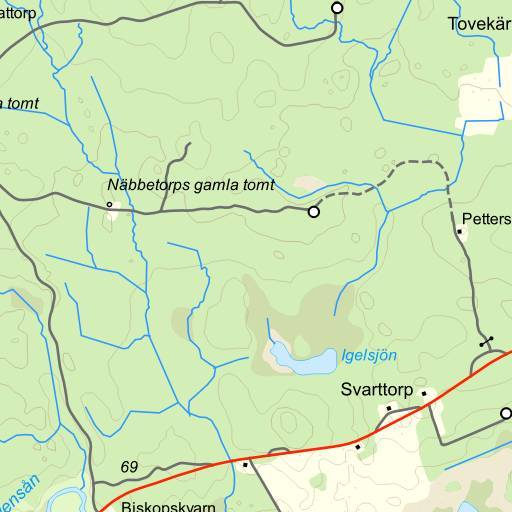 attorp
Tovekär
a tomt
Näbbetorps gamla tomt
Petters
Igelsjön
Svarttorp
69
ensån
Biskopskvarn